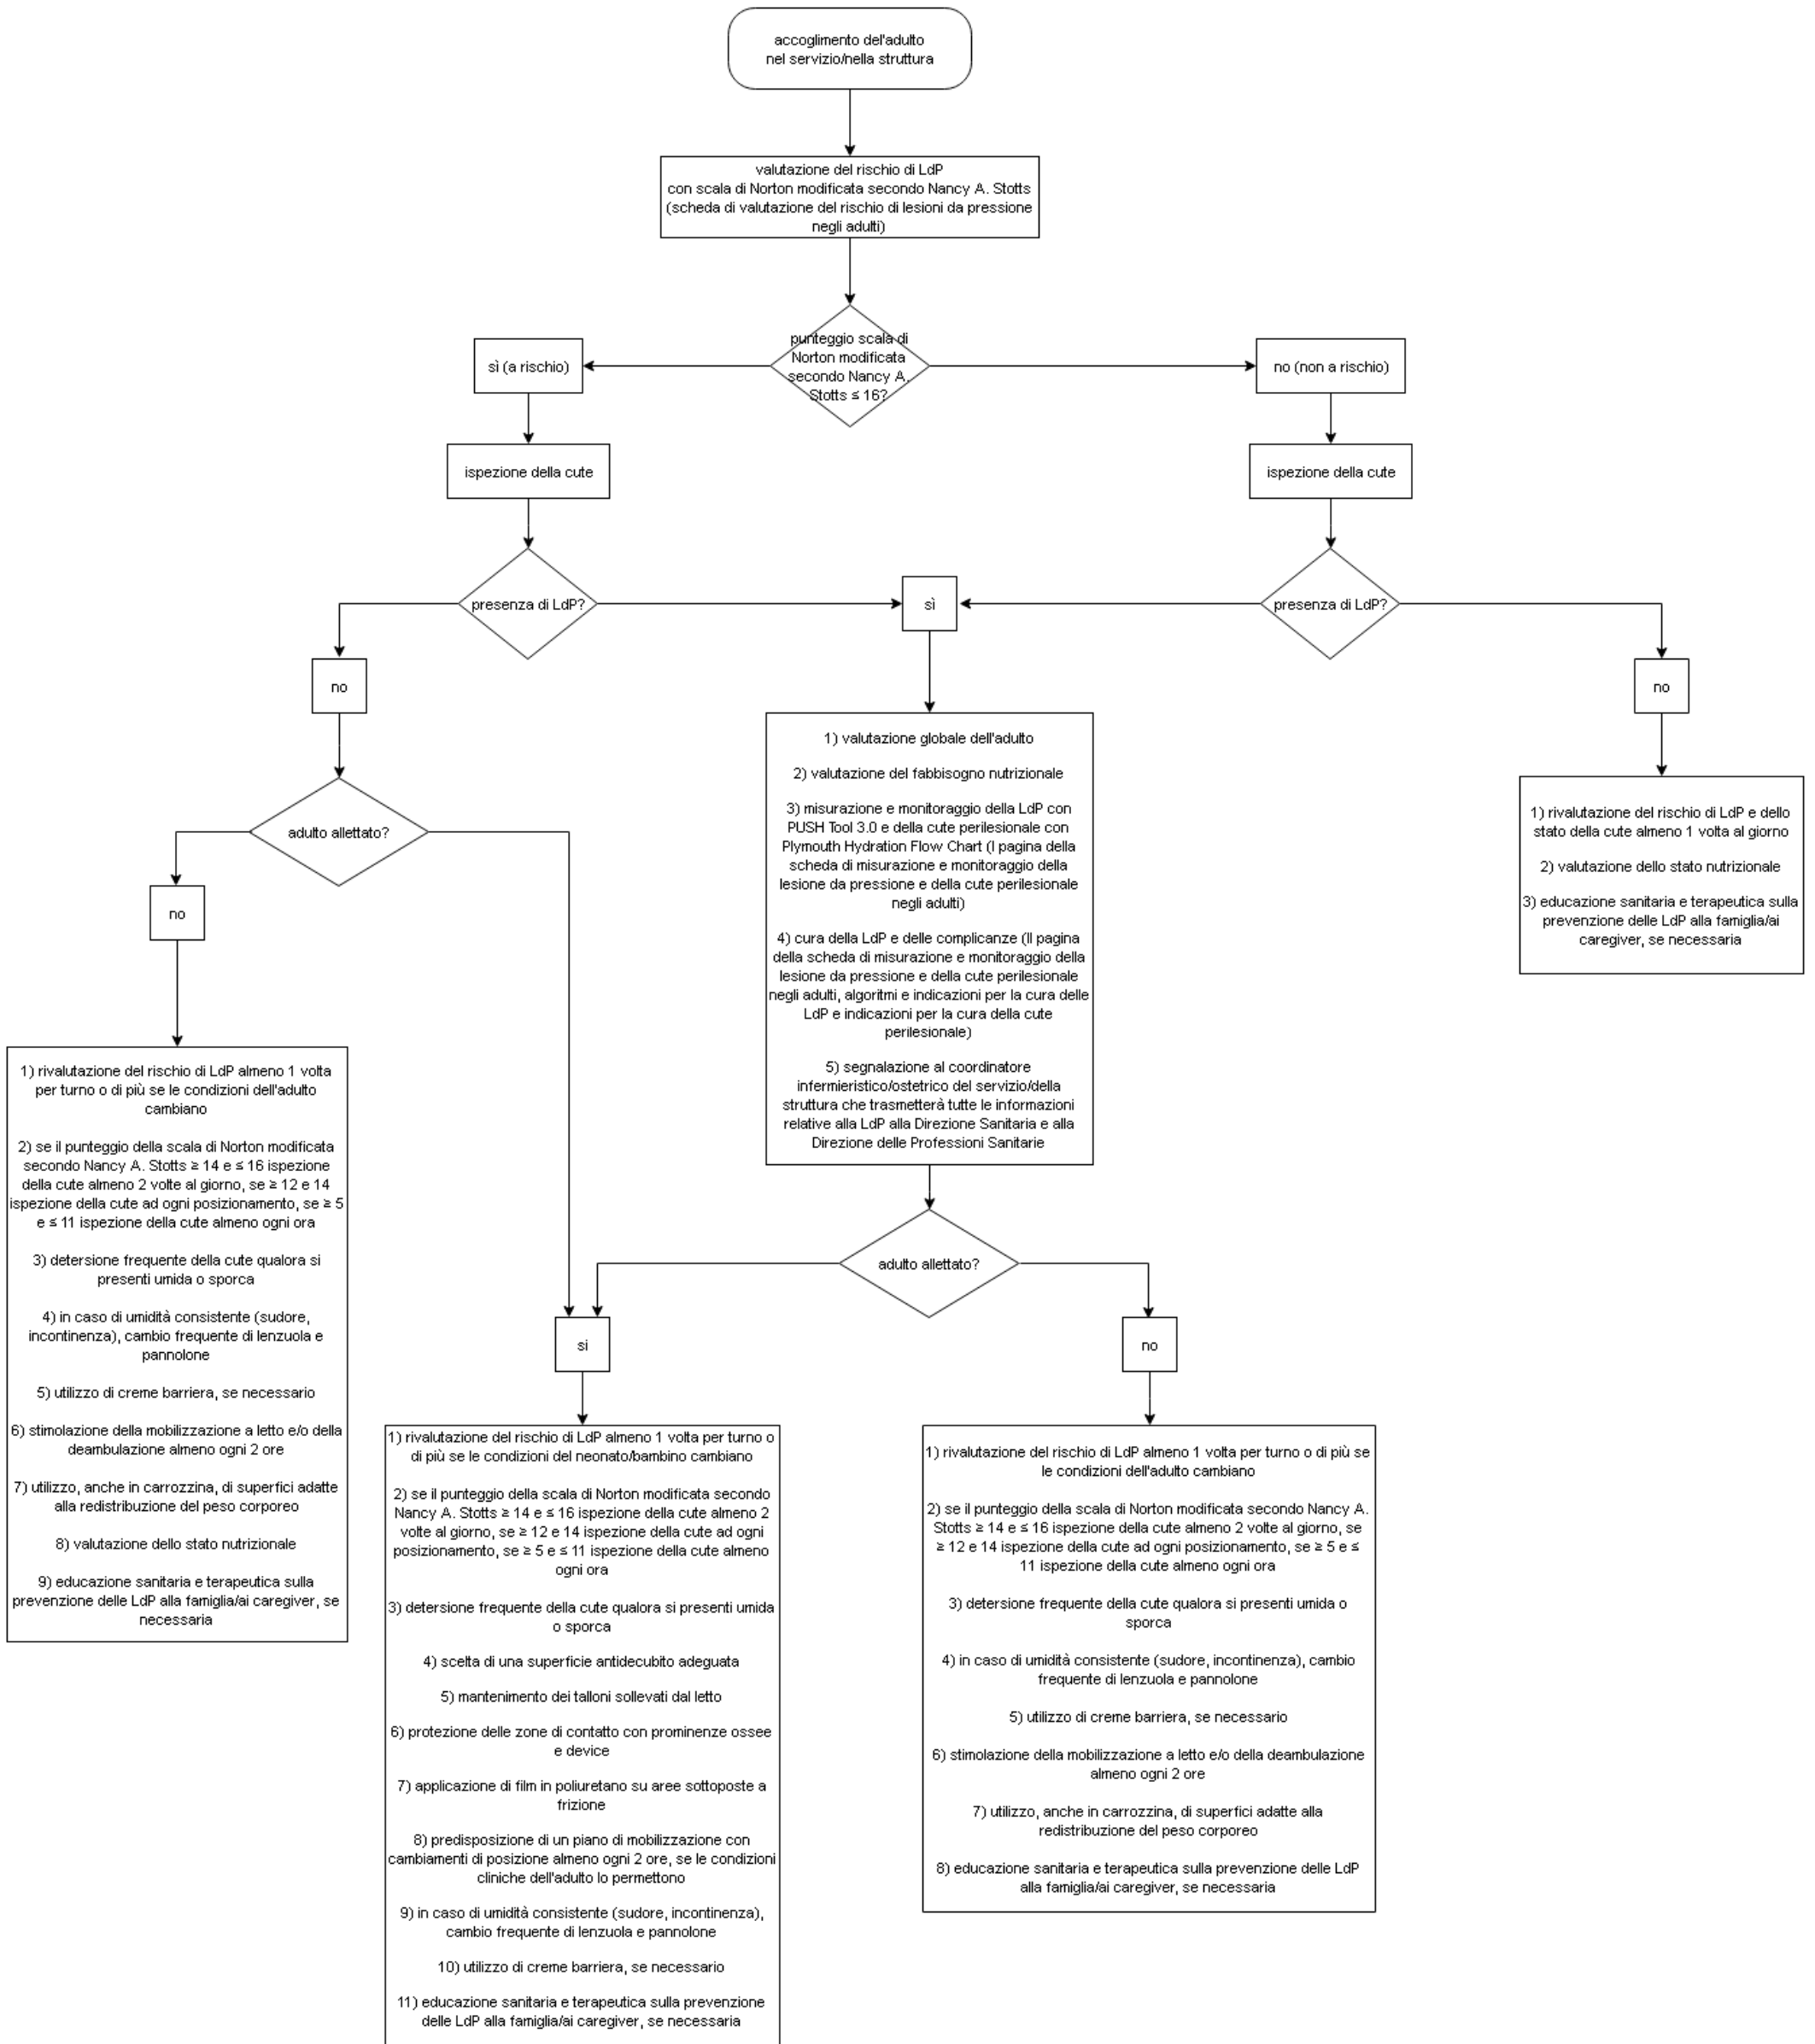 accoglimento del'adulto
nel servizio/nella struttura
valutazione del rischio di LdP
con scala di Norton modificata secondo Nancy A. Stotts
(scheda di valutazione del rischio di lesioni da pressione
negli adulti)
punteggio scala di
Norton modificata
secondo Nancy A.
Stotts ≤ 16?
sì (a rischio)
no (non a rischio)
ispezione della cute
ispezione della cute
presenza di LdP?
sì
presenza di LdP?
no
no
adulto allettato?
no
1) valutazione globale dell'adulto
2) valutazione del fabbisogno nutrizionale
3) misurazione e monitoraggio della LdP con
PUSH Tool 3.0 e della cute perilesionale con
Plymouth Hydration Flow Chart (I pagina della
scheda di misurazione e monitoraggio della
lesione da pressione e della cute perilesionale
negli adulti)
4) cura della LdP e delle complicanze (II pagina
della scheda di misurazione e monitoraggio della
lesione da pressione e della cute perilesionale
negli adulti, algoritmi e indicazioni per la cura delle
LdP e indicazioni per la cura della cute
perilesionale)
5) segnalazione al coordinatore
infermieristico/ostetrico del servizio/della
struttura che trasmetterà tutte le informazioni
relative alla LdP alla Direzione Sanitaria e alla
Direzione delle Professioni Sanitarie
1) rivalutazione del rischio di LdP e dello
stato della cute almeno 1 volta al giorno
2) valutazione dello stato nutrizionale
3) educazione sanitaria e terapeutica sulla
prevenzione delle LdP alla famiglia/ai
caregiver, se necessaria
1) rivalutazione del rischio di LdP almeno 1 volta
per turno o di più se le condizioni dell'adulto
cambiano
2) se il punteggio della scala di Norton modificata
secondo Nancy A. Stotts ≥ 14 e ≤ 16 ispezione
della cute almeno 2 volte al giorno, se ≥ 12 e 14
ispezione della cute ad ogni posizionamento, se ≥ 5
e ≤ 11 ispezione della cute almeno ogni ora
3) detersione frequente della cute qualora si
presenti umida o sporca
4) in caso di umidità consistente (sudore,
incontinenza), cambio frequente di lenzuola e
pannolone
5) utilizzo di creme barriera, se necessario
6) stimolazione della mobilizzazione a letto e/o della
deambulazione almeno ogni 2 ore
7) utilizzo, anche in carrozzina, di superfici adatte
alla redistribuzione del peso corporeo
8) valutazione dello stato nutrizionale
9) educazione sanitaria e terapeutica sulla
prevenzione delle LdP alla famiglia/ai caregiver, se
necessaria
adulto allettato?
si
no
1) rivalutazione del rischio di LdP almeno 1 volta per turno o
di più se le condizioni del neonato/bambino cambiano
2) se il punteggio della scala di Norton modificata secondo
Nancy A. Stotts ≥ 14 e ≤ 16 ispezione della cute almeno 2
volte al giorno, se ≥ 12 e 14 ispezione della cute ad ogni
posizionamento, se ≥ 5 e ≤ 11 ispezione della cute almeno
ogni ora
3) detersione frequente della cute qualora si presenti umida
o sporca
4) scelta di una superficie antidecubito adeguata
5) mantenimento dei talloni sollevati dal letto
6) protezione delle zone di contatto con prominenze ossee
e device
7) applicazione di film in poliuretano su aree sottoposte a
frizione
8) predisposizione di un piano di mobilizzazione con
cambiamenti di posizione almeno ogni 2 ore, se le condizioni
cliniche dell'adulto lo permettono
9) in caso di umidità consistente (sudore, incontinenza),
cambio frequente di lenzuola e pannolone
10) utilizzo di creme barriera, se necessario
11) educazione sanitaria e terapeutica sulla prevenzione
delle LdP alla famiglia/ai caregiver, se necessaria
1) rivalutazione del rischio di LdP almeno 1 volta per turno o di più se
le condizioni dell'adulto cambiano
2) se il punteggio della scala di Norton modificata secondo Nancy A.
Stotts ≥ 14 e ≤ 16 ispezione della cute almeno 2 volte al giorno, se
≥ 12 e 14 ispezione della cute ad ogni posizionamento, se ≥ 5 e ≤
11 ispezione della cute almeno ogni ora
3) detersione frequente della cute qualora si presenti umida o
sporca
4) in caso di umidità consistente (sudore, incontinenza), cambio
frequente di lenzuola e pannolone
5) utilizzo di creme barriera, se necessario
6) stimolazione della mobilizzazione a letto e/o della deambulazione
almeno ogni 2 ore
7) utilizzo, anche in carrozzina, di superfici adatte alla
redistribuzione del peso corporeo
8) educazione sanitaria e terapeutica sulla prevenzione delle LdP
alla famiglia/ai caregiver, se necessaria